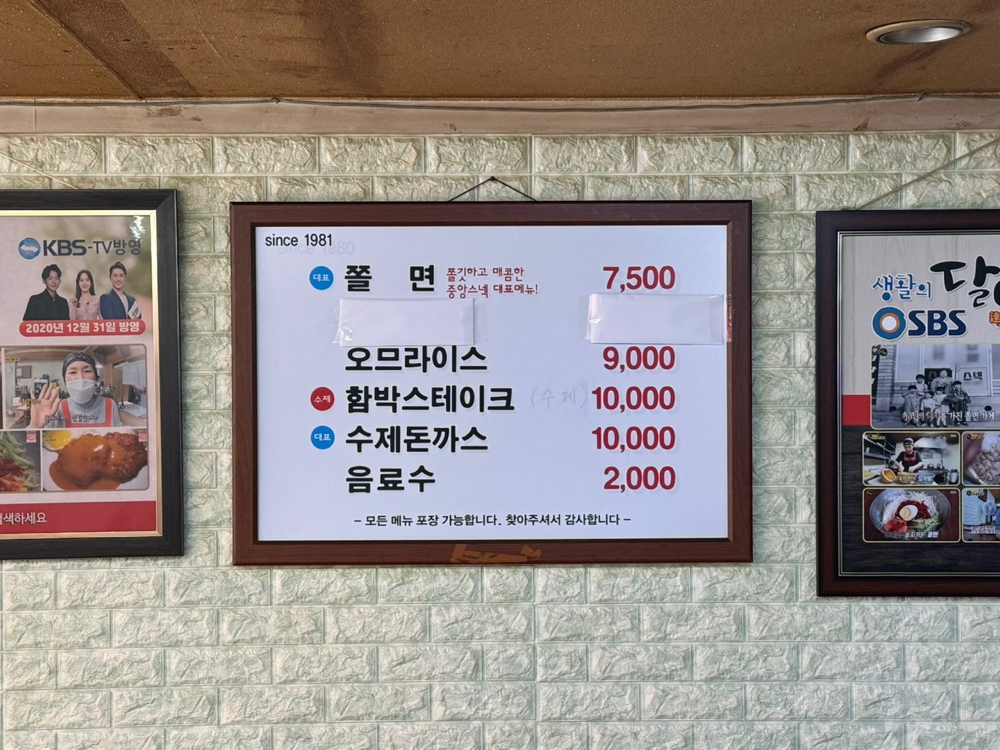 KBS-TV방영
2020년 12월 31일 방영
검색하세요
since 1981
대표 쫄 면 쫄깃하고 매콤한 7,500
중앙스넥 대표메뉴!
오므라이스 9,000
수제 함박스테이크 (수제) 10,000
대표 수제돈까스 10,000
음료수 2,000
- 모든 메뉴 포장 가능합니다. 찾아주셔서 감사합니다 -
생활의 달
SBS